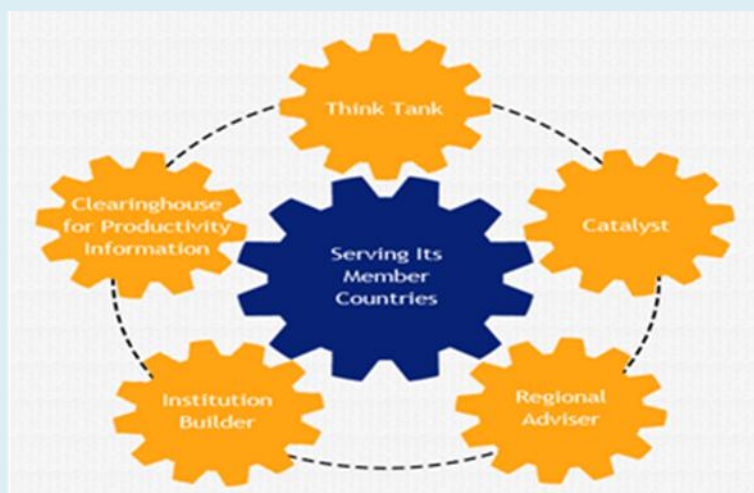 Think Tank
Clearinghouse
for Productivity
Information
Catalyst
Serving Its
Member
Countries
Institution
Builder
Regional
Adviser